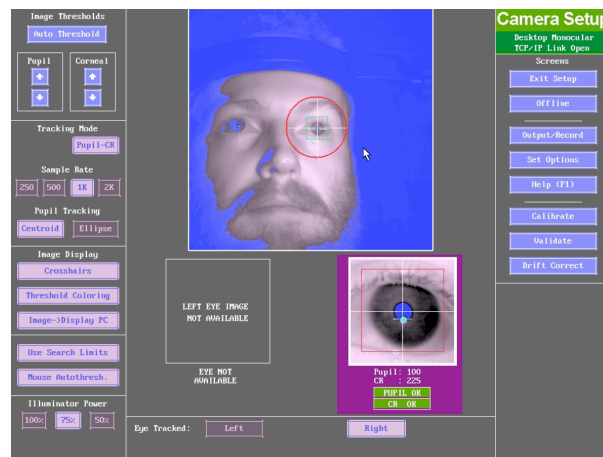 Image Thresholds
Auto Threshold
Pupil
Corneal
Tracking Mode
Pupil-CR
Sample Rate
250 500 1K 2K
Pupil Tracking
Centroid Ellipse
Image Display
Crosshairs
Threshold Coloring
Image->Display PC
Use Search Limits
Mouse Autothresh.
Illuminator Power
100% 75% 50%
LEFT EYE IMAGE
NOT AVAILABLE
EYE NOT
AVAILABLE
Pupil: 100
CR : 225
PUPIL OK
CR OK
Eye Tracked: Left Right
Camera Setup
Desktop Monocular
TCP/IP Link Open
Screens
Exit Setup
Offline
Output/Record
Set Options
Help (F1)
Calibrate
Validate
Drift Correct